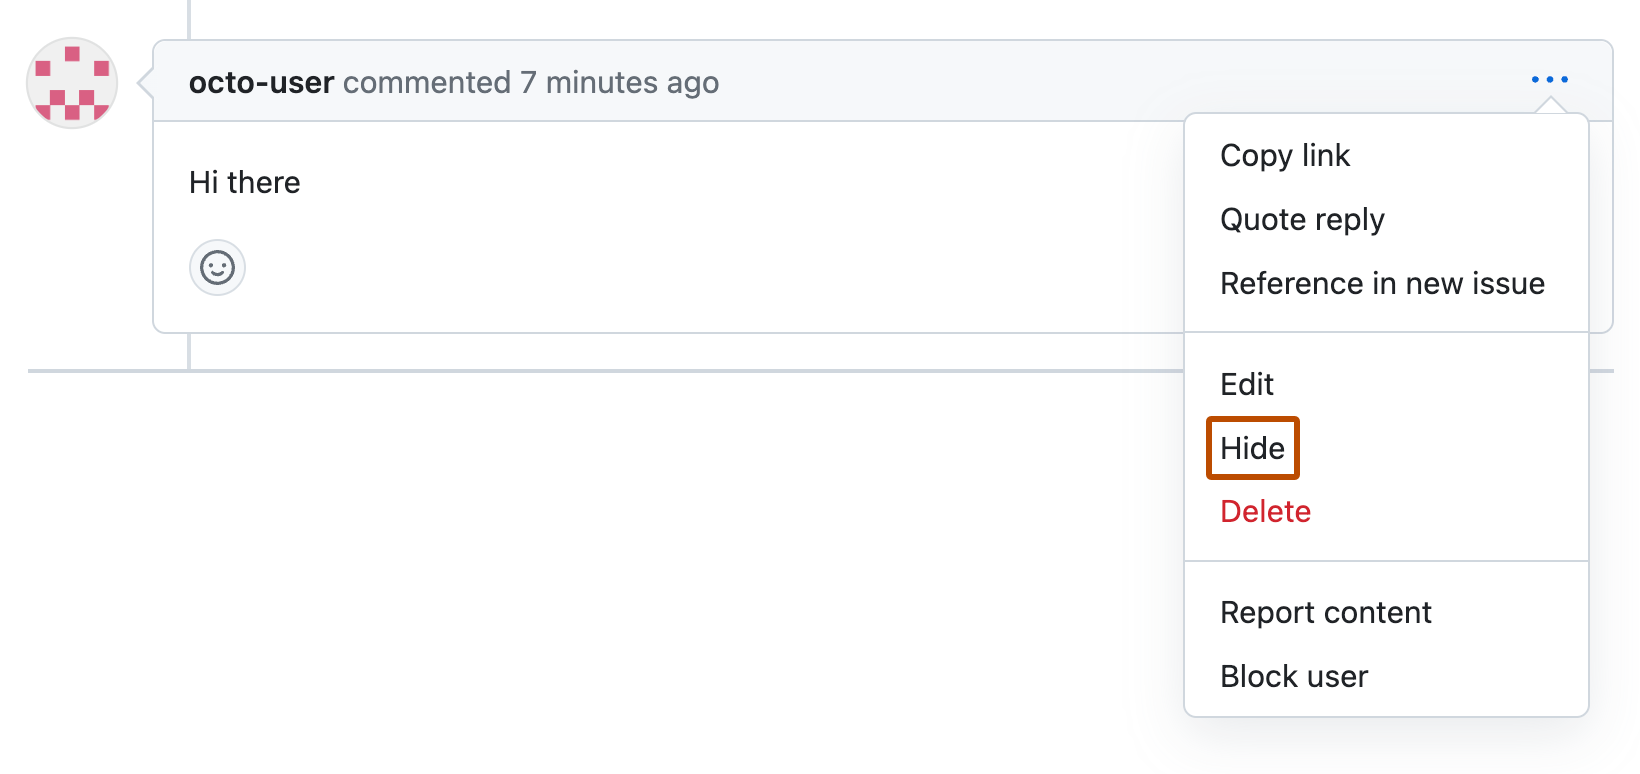 octo-user commented 7 minutes ago
Hi there
Copy link
Quote reply
Reference in new issue
Edit
Hide
Delete
Report content
Block user